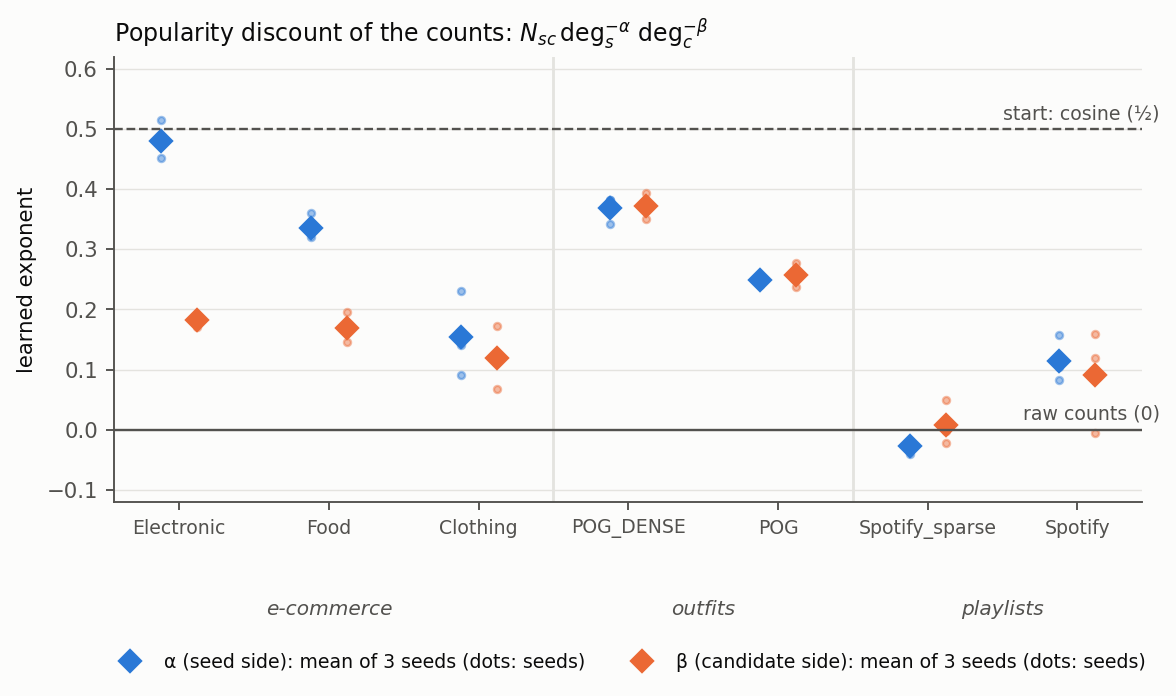 Popularity discount of the counts: N_sc deg_s^−α deg_c^−β
learned exponent
0.6
0.5
0.4
0.3
0.2
0.1
0.0
−0.1
start: cosine (½)
raw counts (0)
Electronic Food Clothing POG_DENSE POG Spotify_sparse Spotify
e-commerce outfits playlists
α (seed side): mean of 3 seeds (dots: seeds) β (candidate side): mean of 3 seeds (dots: seeds)